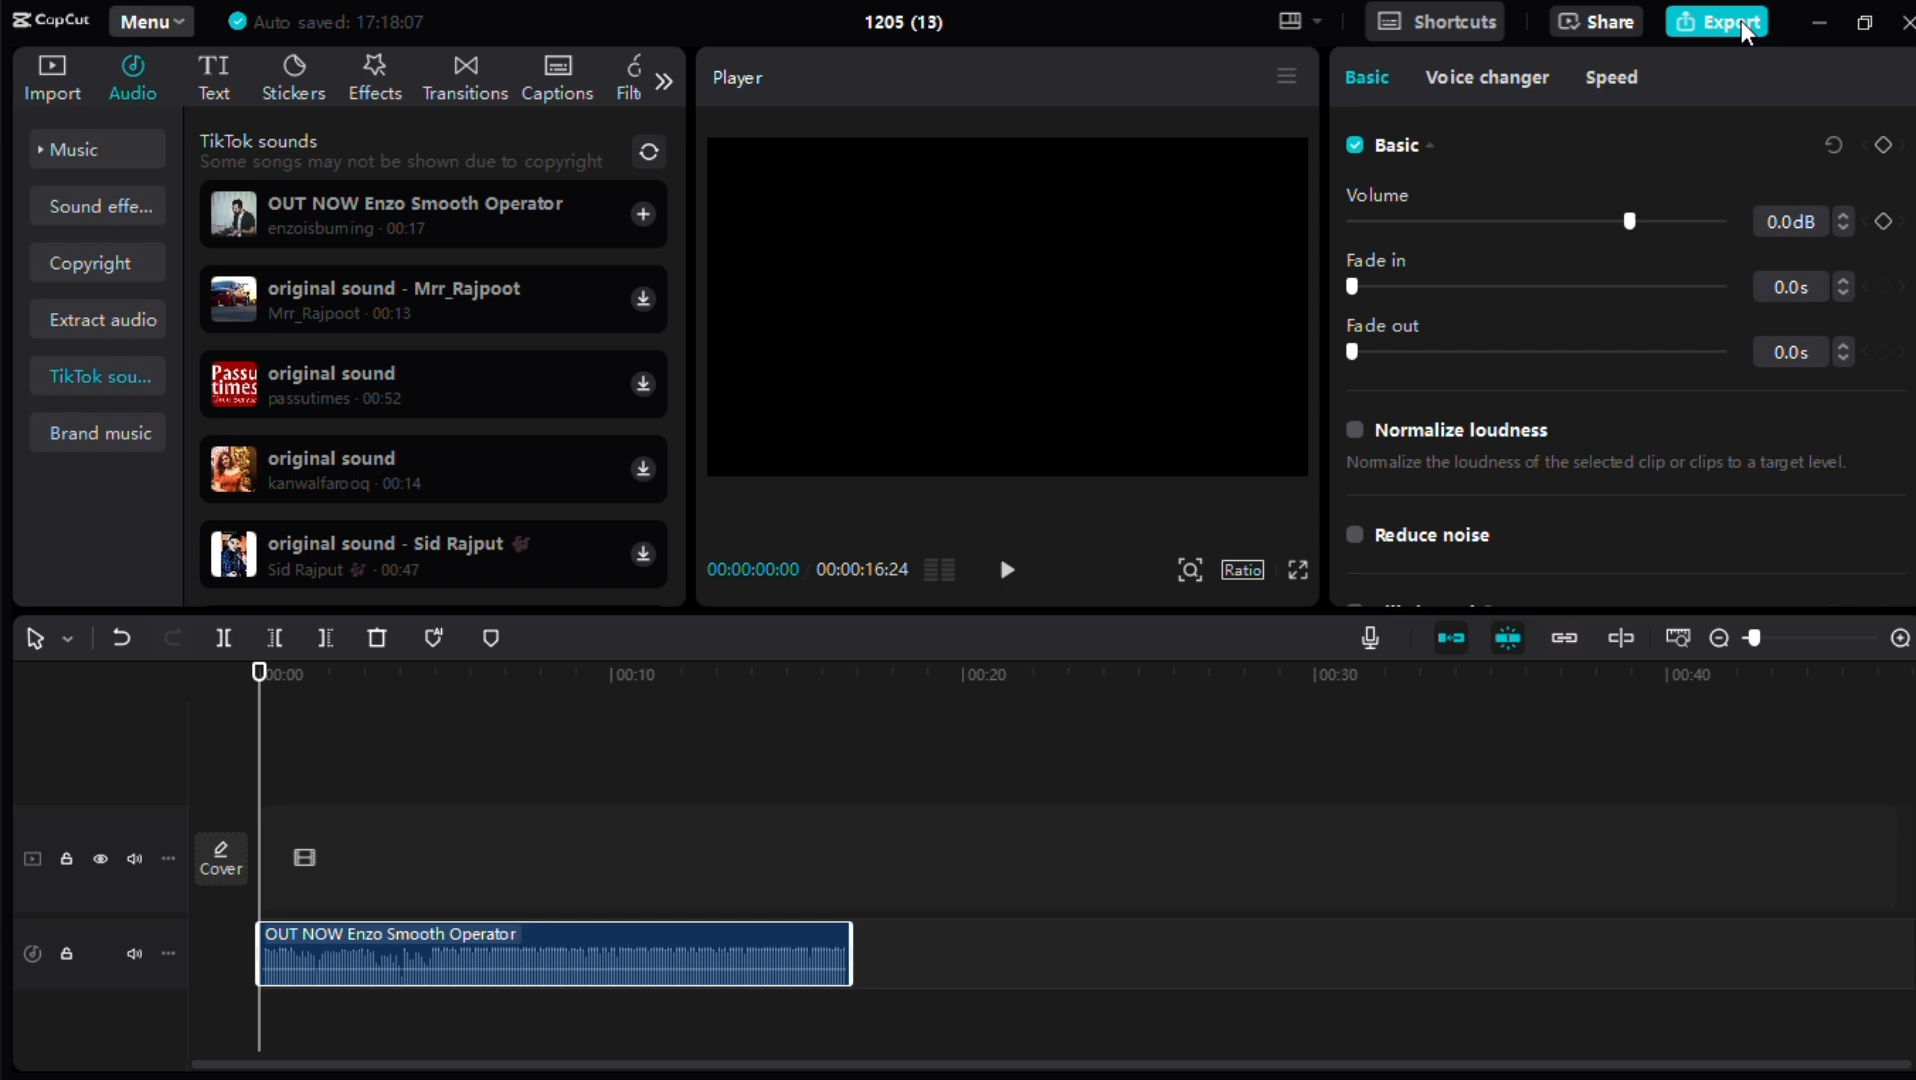 CapCut
Menu
Auto saved: 17:18:07
1205 (13)
Shortcuts
Share
Export
Import
Audio
TI
Text
Stickers
Effects
Transitions
Captions
Filt
Music
Sound effe...
Copyright
Extract audio
TikTok sou...
Brand music
TikTok sounds
Some songs may not be shown due to copyright
OUT NOW Enzo Smooth Operator
enzoisburning · 00:17
original sound - Mrr_Rajpoot
Mrr_Rajpoot · 00:13
Passu
times
original sound
passutimes · 00:52
original sound
kanwalfarooq · 00:14
original sound - Sid Rajput
Sid Rajput · 00:47
Player
00:00:00:00 / 00:00:16:24
Ratio
Basic
Voice changer
Speed
Basic
Volume
0.0dB
Fade in
0.0s
Fade out
0.0s
Normalize loudness
Normalize the loudness of the selected clip or clips to a target level.
Reduce noise
AI
00:00
00:10
00:20
00:30
00:40
Cover
OUT NOW Enzo Smooth Operator